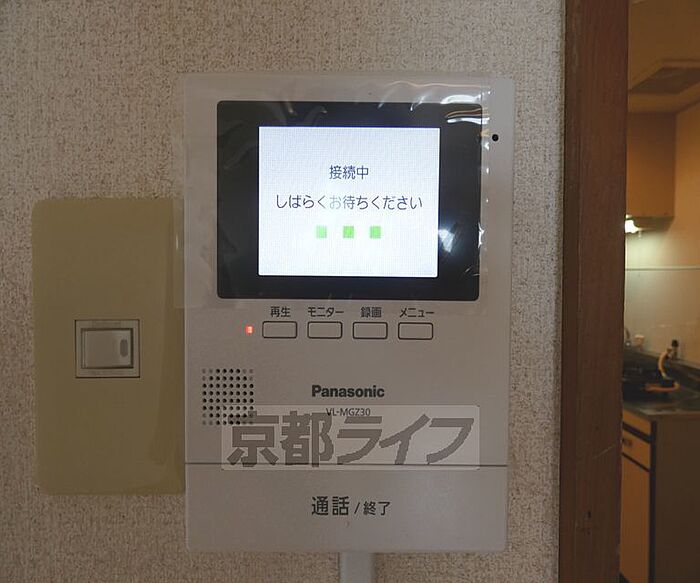 接続中
しばらくお待ちください
再生 モニター 録画 メニュー
Panasonic
VL-MGZ30
京都ライフ
通話 / 終了